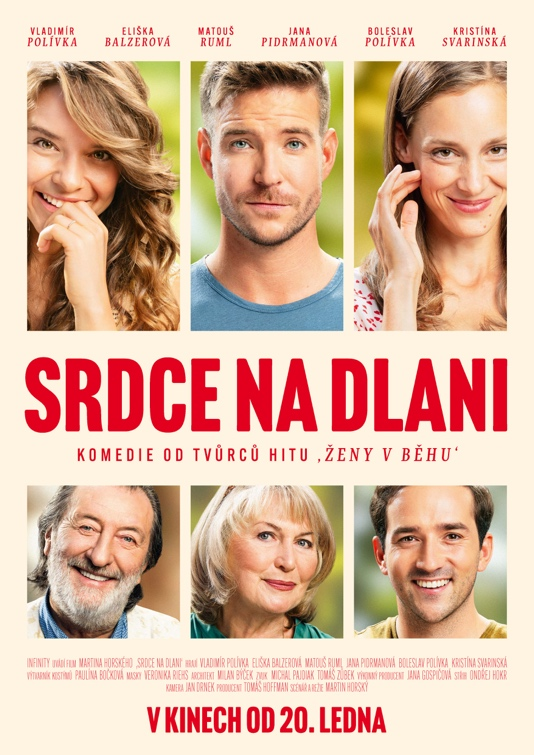 VLADIMÍR ELIŠKA MATOUŠ JANA BOLESLAV KRISTÍNA
POLÍVKA BALZEROVÁ RUML PIDRMANOVÁ POLÍVKA SVARINSKÁ
SRDCE NA DLANI
KOMEDIE OD TVŮRCŮ HITU ‚ŽENY V BĚHU‘
INFINITY UVÁDÍ FILM MARTINA HORSKÉHO „SRDCE NA DLANI“ HRAJÍ VLADIMÍR POLÍVKA ELIŠKA BALZEROVÁ MATOUŠ RUML JANA PIDRMANOVÁ BOLESLAV POLÍVKA KRISTÍNA SVARINSKÁ
VÝTVARNÍK KOSTÝMŮ PAULÍNA BOČKOVÁ MASKY VERONIKA RIEHS ARCHITEKT MILAN BÝČEK ZVUK MICHAL PAJDIAK TOMÁŠ ZŮBEK VÝKONNÝ PRODUCENT JANA GOSPIČOVÁ STŘIH ONDŘEJ HOKR
KAMERA JAN DRNEK PRODUCENT TOMÁŠ HOFFMAN SCÉNÁŘ A REŽIE MARTIN HORSKÝ
V KINECH OD 20. LEDNA